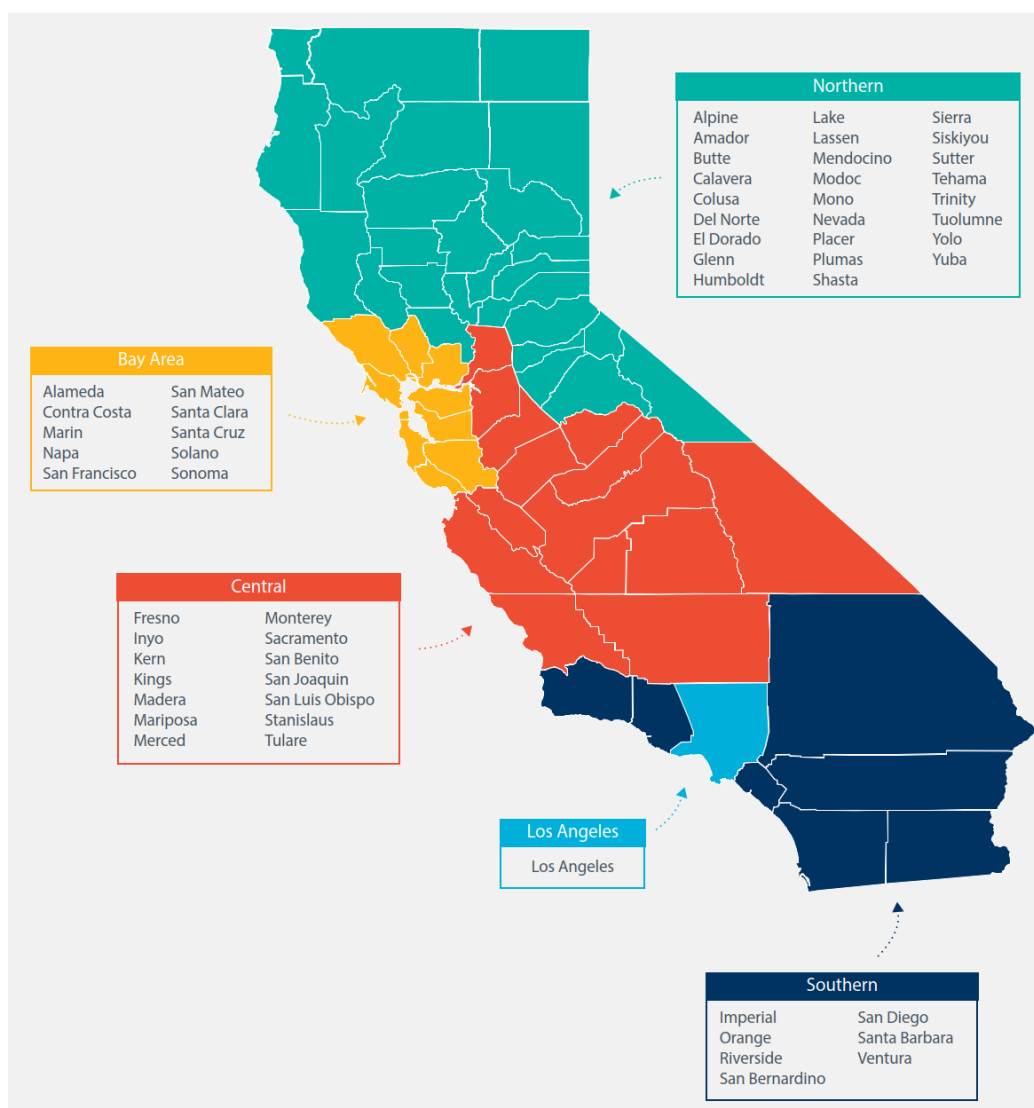 Northern
Alpine Lake Sierra
Amador Lassen Siskiyou
Butte Mendocino Sutter
Calavera Modoc Tehama
Colusa Mono Trinity
Del Norte Nevada Tuolumne
El Dorado Placer Yolo
Glenn Plumas Yuba
Humboldt Shasta
Bay Area
Alameda San Mateo
Contra Costa Santa Clara
Marin Santa Cruz
Napa Solano
San Francisco Sonoma
Central
Fresno Monterey
Inyo Sacramento
Kern San Benito
Kings San Joaquin
Madera San Luis Obispo
Mariposa Stanislaus
Merced Tulare
Los Angeles
Los Angeles
Southern
Imperial San Diego
Orange Santa Barbara
Riverside Ventura
San Bernardino